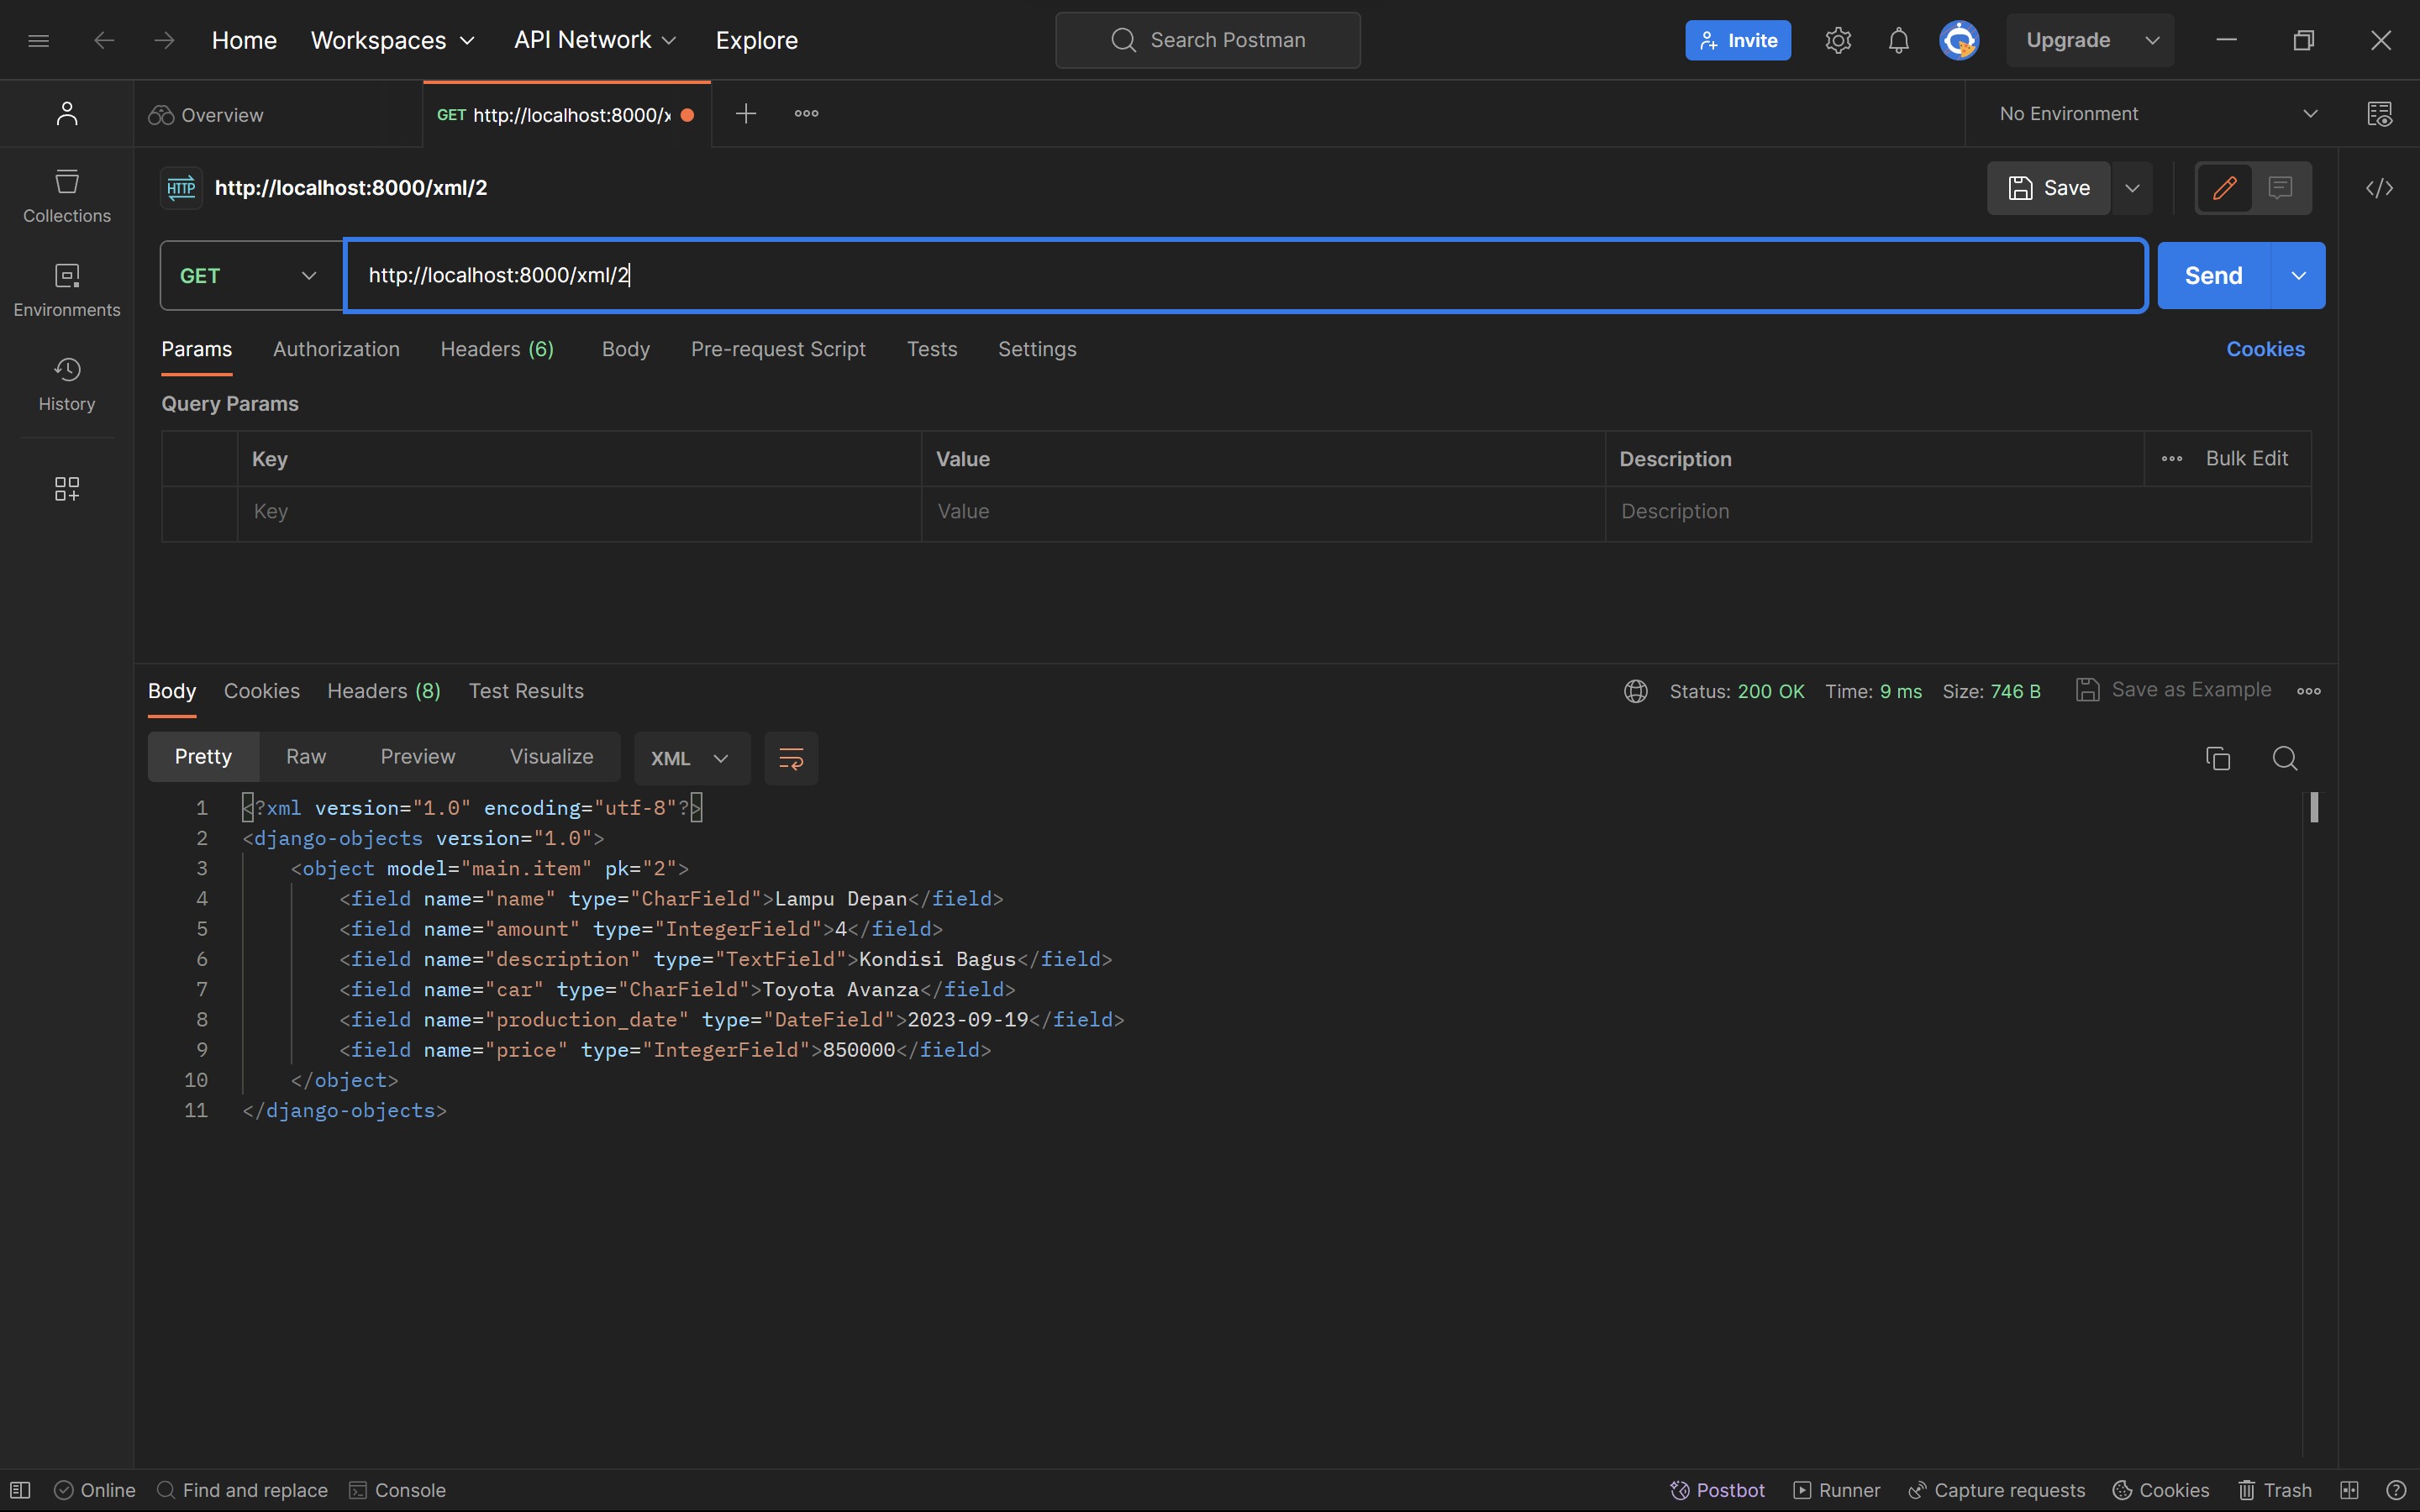 Home Workspaces API Network Explore Search Postman Invite Upgrade
Overview GET http://localhost:8000/x No Environment
HTTP http://localhost:8000/xml/2 Save
Collections
GET http://localhost:8000/xml/2 Send
Environments
Params Authorization Headers (6) Body Pre-request Script Tests Settings Cookies
History
Query Params
Key Value Description Bulk Edit
Key Value Description
Body Cookies Headers (8) Test Results Status: 200 OK Time: 9 ms Size: 746 B Save as Example
Pretty Raw Preview Visualize XML
1 <?xml version="1.0" encoding="utf-8"?>
2 <django-objects version="1.0">
3 <object model="main.item" pk="2">
4 <field name="name" type="CharField">Lampu Depan</field>
5 <field name="amount" type="IntegerField">4</field>
6 <field name="description" type="TextField">Kondisi Bagus</field>
7 <field name="car" type="CharField">Toyota Avanza</field>
8 <field name="production_date" type="DateField">2023-09-19</field>
9 <field name="price" type="IntegerField">850000</field>
10 </object>
11 </django-objects>
Online Find and replace Console Postbot Runner Capture requests Cookies Trash